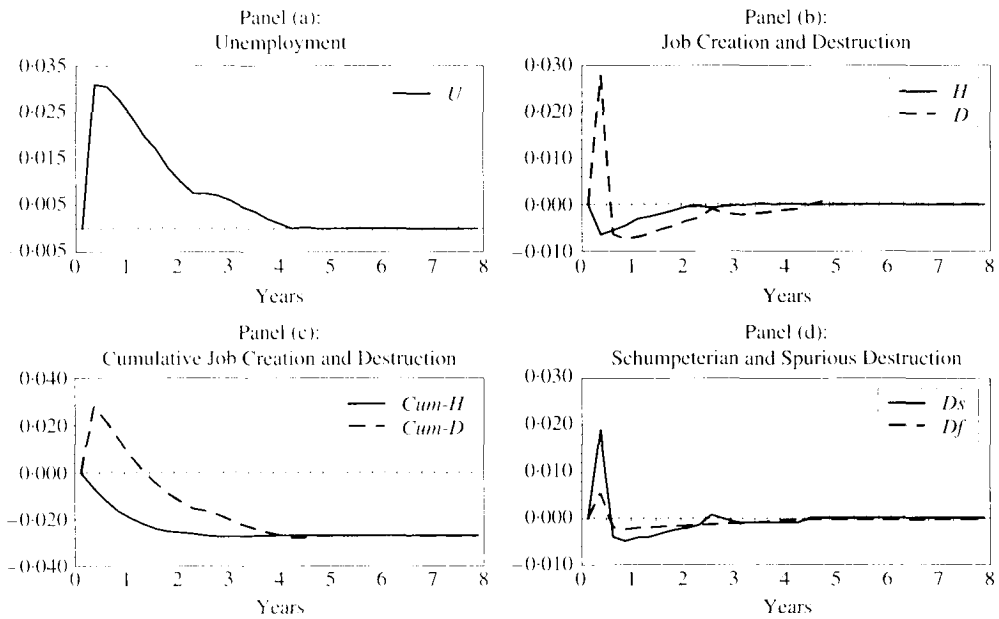 Panel (a):
Unemployment
0·035
0·025
0·015
0·005
0·005
U
0 1 2 3 4 5 6 7 8
Years
Panel (b):
Job Creation and Destruction
0·030
0·020
0·010
0·000
−0·010
H
D
0 1 2 3 4 5 6 7 8
Years
Panel (c):
Cumulative Job Creation and Destruction
0·040
0·020
0·000
−0·020
−0·040
Cum-H
Cum-D
0 1 2 3 4 5 6 7 8
Years
Panel (d):
Schumpeterian and Spurious Destruction
0·030
0·020
0·010
0·000
−0·010
Ds
Df
0 1 2 3 4 5 6 7 8
Years